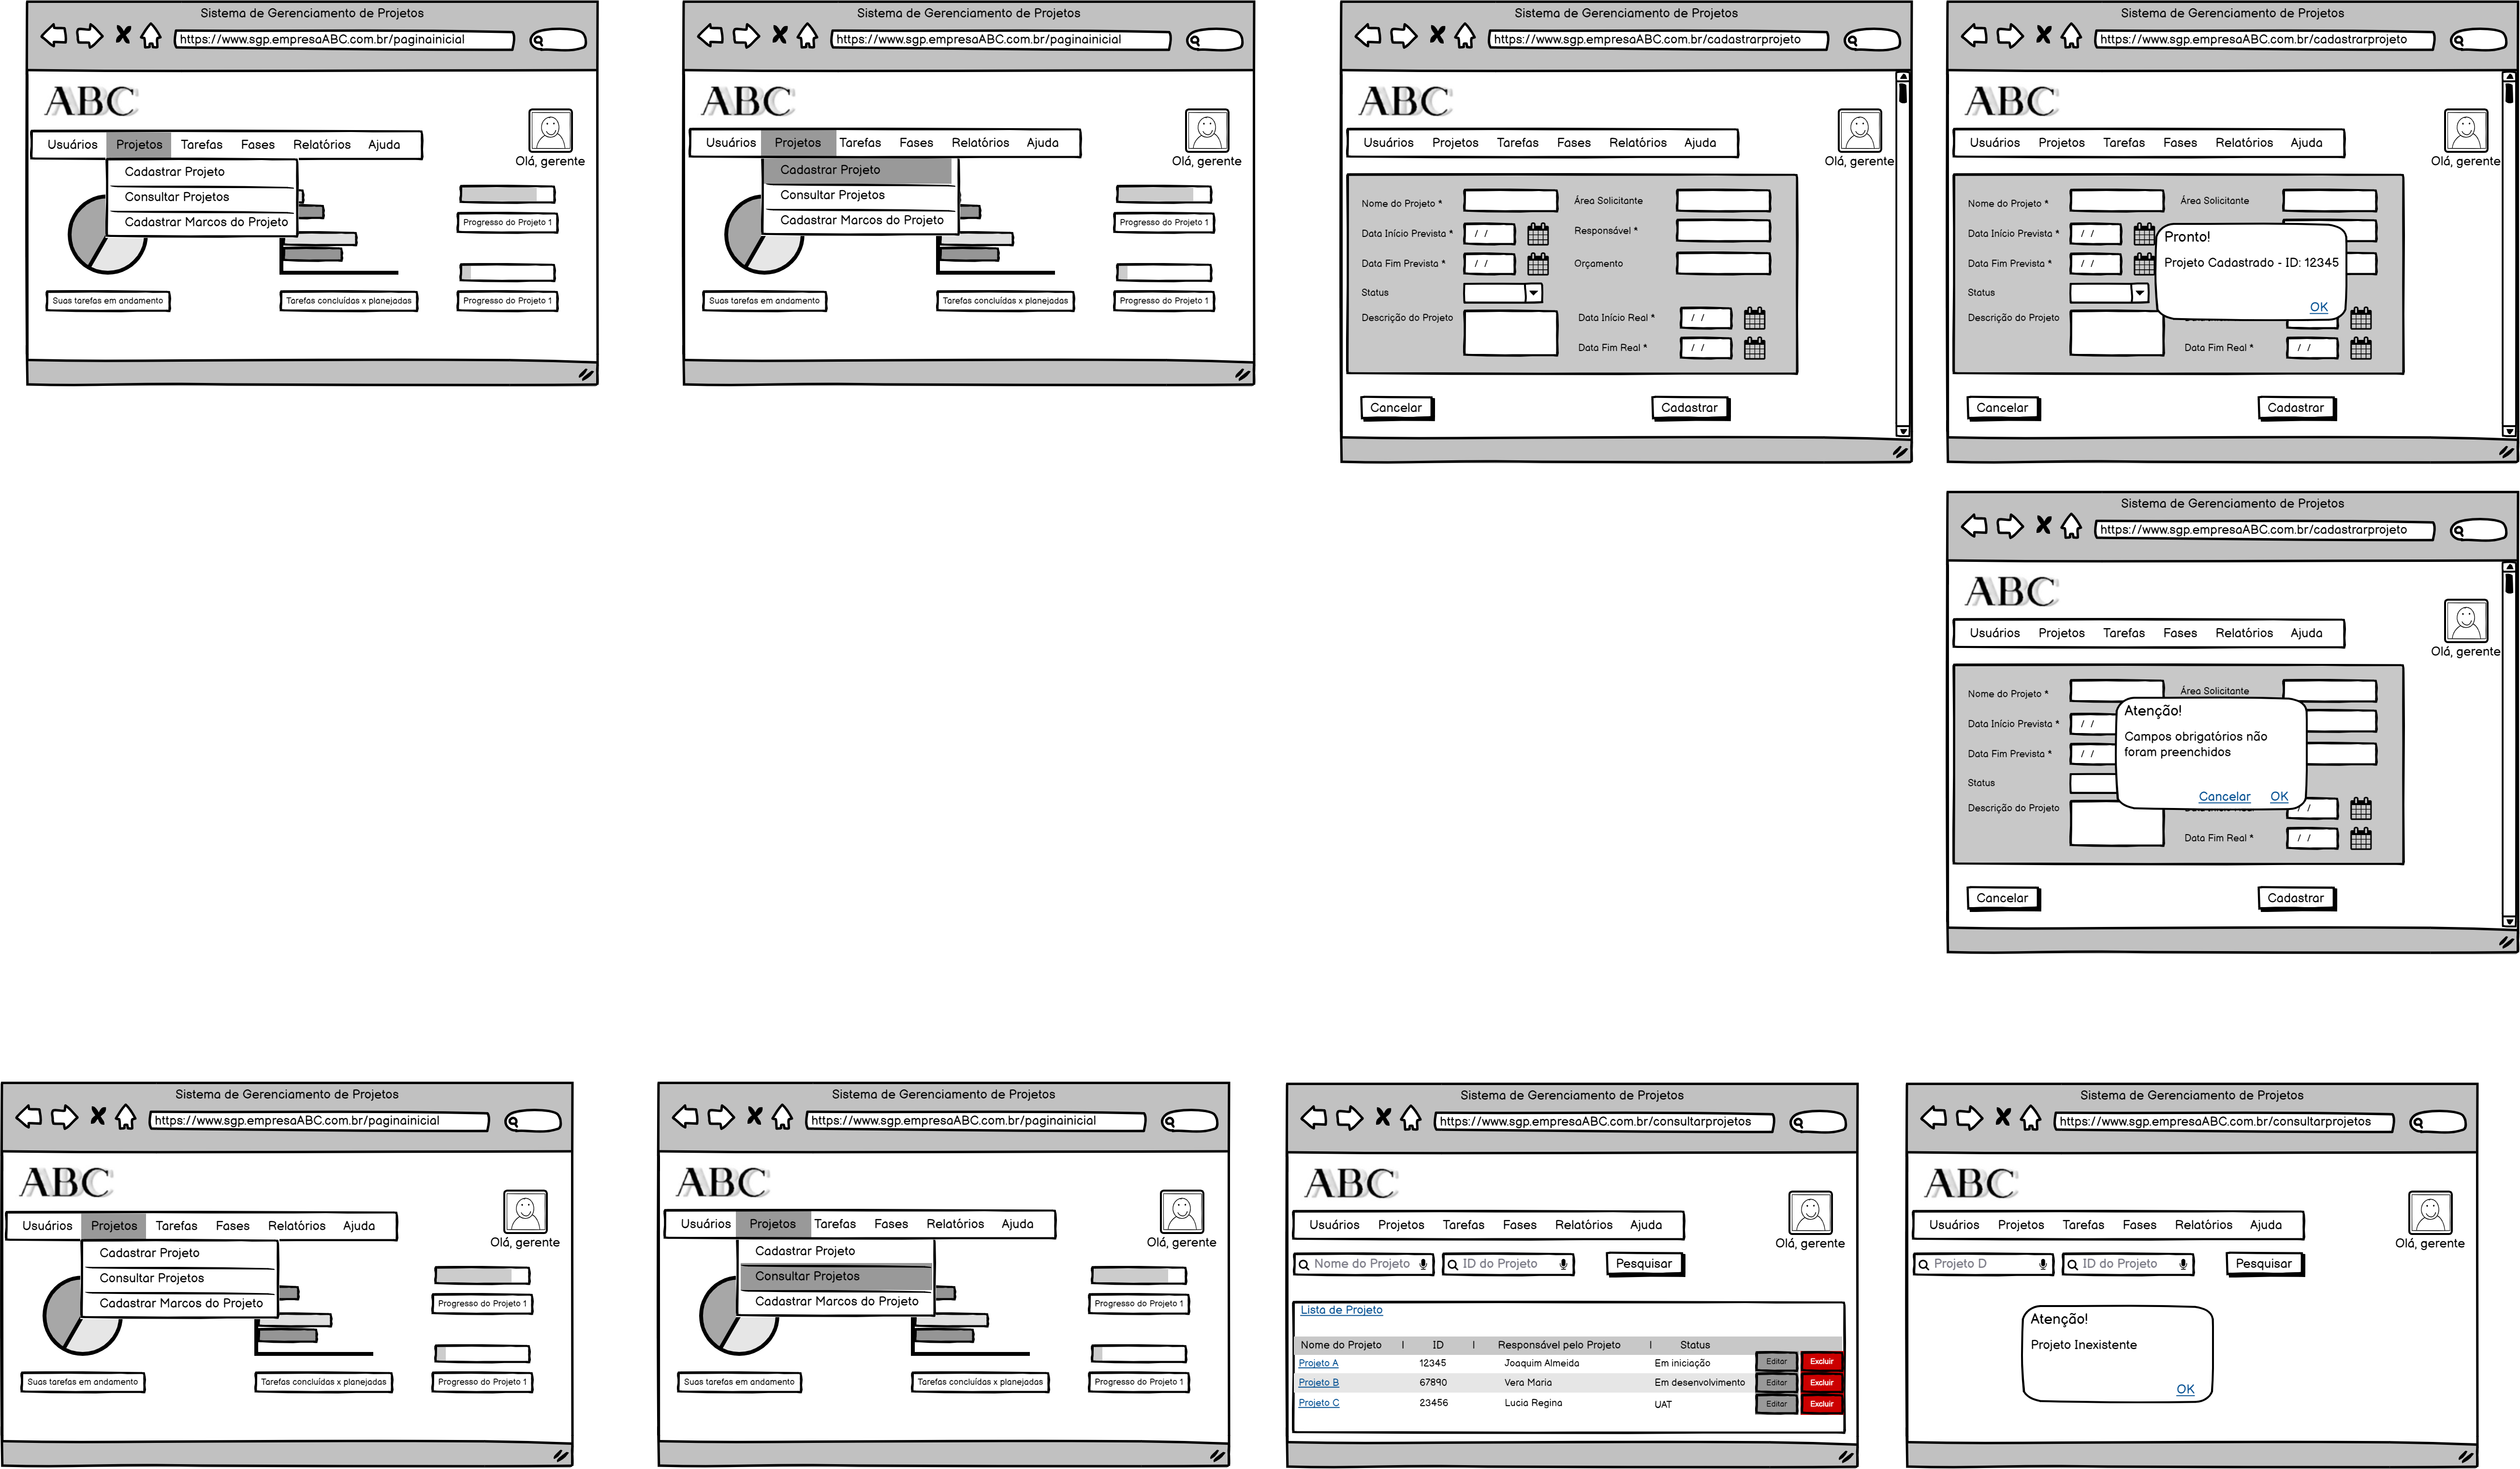 Sistema de Gerenciamento de Projetos
https://www.sgp.empresaABC.com.br/paginainicial
ABC
Usuários Projetos Tarefas Fases Relatórios Ajuda
Olá, gerente
Cadastrar Projeto
Consultar Projetos
Cadastrar Marcos do Projeto
Progresso do Projeto 1
Suas tarefas em andamento
Tarefas concluídas x planejadas
Progresso do Projeto 1
Sistema de Gerenciamento de Projetos
https://www.sgp.empresaABC.com.br/paginainicial
ABC
Usuários Projetos Tarefas Fases Relatórios Ajuda
Olá, gerente
Cadastrar Projeto
Consultar Projetos
Cadastrar Marcos do Projeto
Progresso do Projeto 1
Suas tarefas em andamento
Tarefas concluídas x planejadas
Progresso do Projeto 1
Sistema de Gerenciamento de Projetos
https://www.sgp.empresaABC.com.br/cadastrarprojeto
ABC
Usuários Projetos Tarefas Fases Relatórios Ajuda
Olá, gerente
Nome do Projeto * Área Solicitante
Data Início Prevista * / / Responsável *
Data Fim Prevista * / / Orçamento
Status
Descrição do Projeto Data Início Real * / /
Data Fim Real * / /
Cancelar Cadastrar
Sistema de Gerenciamento de Projetos
https://www.sgp.empresaABC.com.br/cadastrarprojeto
ABC
Usuários Projetos Tarefas Fases Relatórios Ajuda
Olá, gerente
Nome do Projeto * Área Solicitante
Data Início Prevista * / /
Pronto!
Data Fim Prevista * / /
Projeto Cadastrado - ID: 12345
Status
OK
Descrição do Projeto
Data Fim Real * / /
Cancelar Cadastrar
Sistema de Gerenciamento de Projetos
https://www.sgp.empresaABC.com.br/cadastrarprojeto
ABC
Usuários Projetos Tarefas Fases Relatórios Ajuda
Olá, gerente
Nome do Projeto * Área Solicitante
Atenção!
Data Início Prevista * / /
Campos obrigatórios não
foram preenchidos
Data Fim Prevista * / /
Status
Cancelar OK
Descrição do Projeto / /
Data Fim Real * / /
Cancelar Cadastrar
Sistema de Gerenciamento de Projetos
https://www.sgp.empresaABC.com.br/paginainicial
ABC
Usuários Projetos Tarefas Fases Relatórios Ajuda
Olá, gerente
Cadastrar Projeto
Consultar Projetos
Cadastrar Marcos do Projeto
Progresso do Projeto 1
Suas tarefas em andamento
Tarefas concluídas x planejadas
Progresso do Projeto 1
Sistema de Gerenciamento de Projetos
https://www.sgp.empresaABC.com.br/paginainicial
ABC
Usuários Projetos Tarefas Fases Relatórios Ajuda
Olá, gerente
Cadastrar Projeto
Consultar Projetos
Cadastrar Marcos do Projeto
Progresso do Projeto 1
Suas tarefas em andamento
Tarefas concluídas x planejadas
Progresso do Projeto 1
Sistema de Gerenciamento de Projetos
https://www.sgp.empresaABC.com.br/consultarprojetos
ABC
Usuários Projetos Tarefas Fases Relatórios Ajuda
Olá, gerente
Nome do Projeto ID do Projeto Pesquisar
Lista de Projeto
Nome do Projeto | ID | Responsável pelo Projeto | Status
Projeto A 12345 Joaquim Almeida Em iniciação Editar Excluir
Projeto B 67890 Vera Maria Em desenvolvimento Editar Excluir
Projeto C 23456 Lucia Regina UAT Editar Excluir
Sistema de Gerenciamento de Projetos
https://www.sgp.empresaABC.com.br/consultarprojetos
ABC
Usuários Projetos Tarefas Fases Relatórios Ajuda
Olá, gerente
Projeto D ID do Projeto Pesquisar
Atenção!
Projeto Inexistente
OK